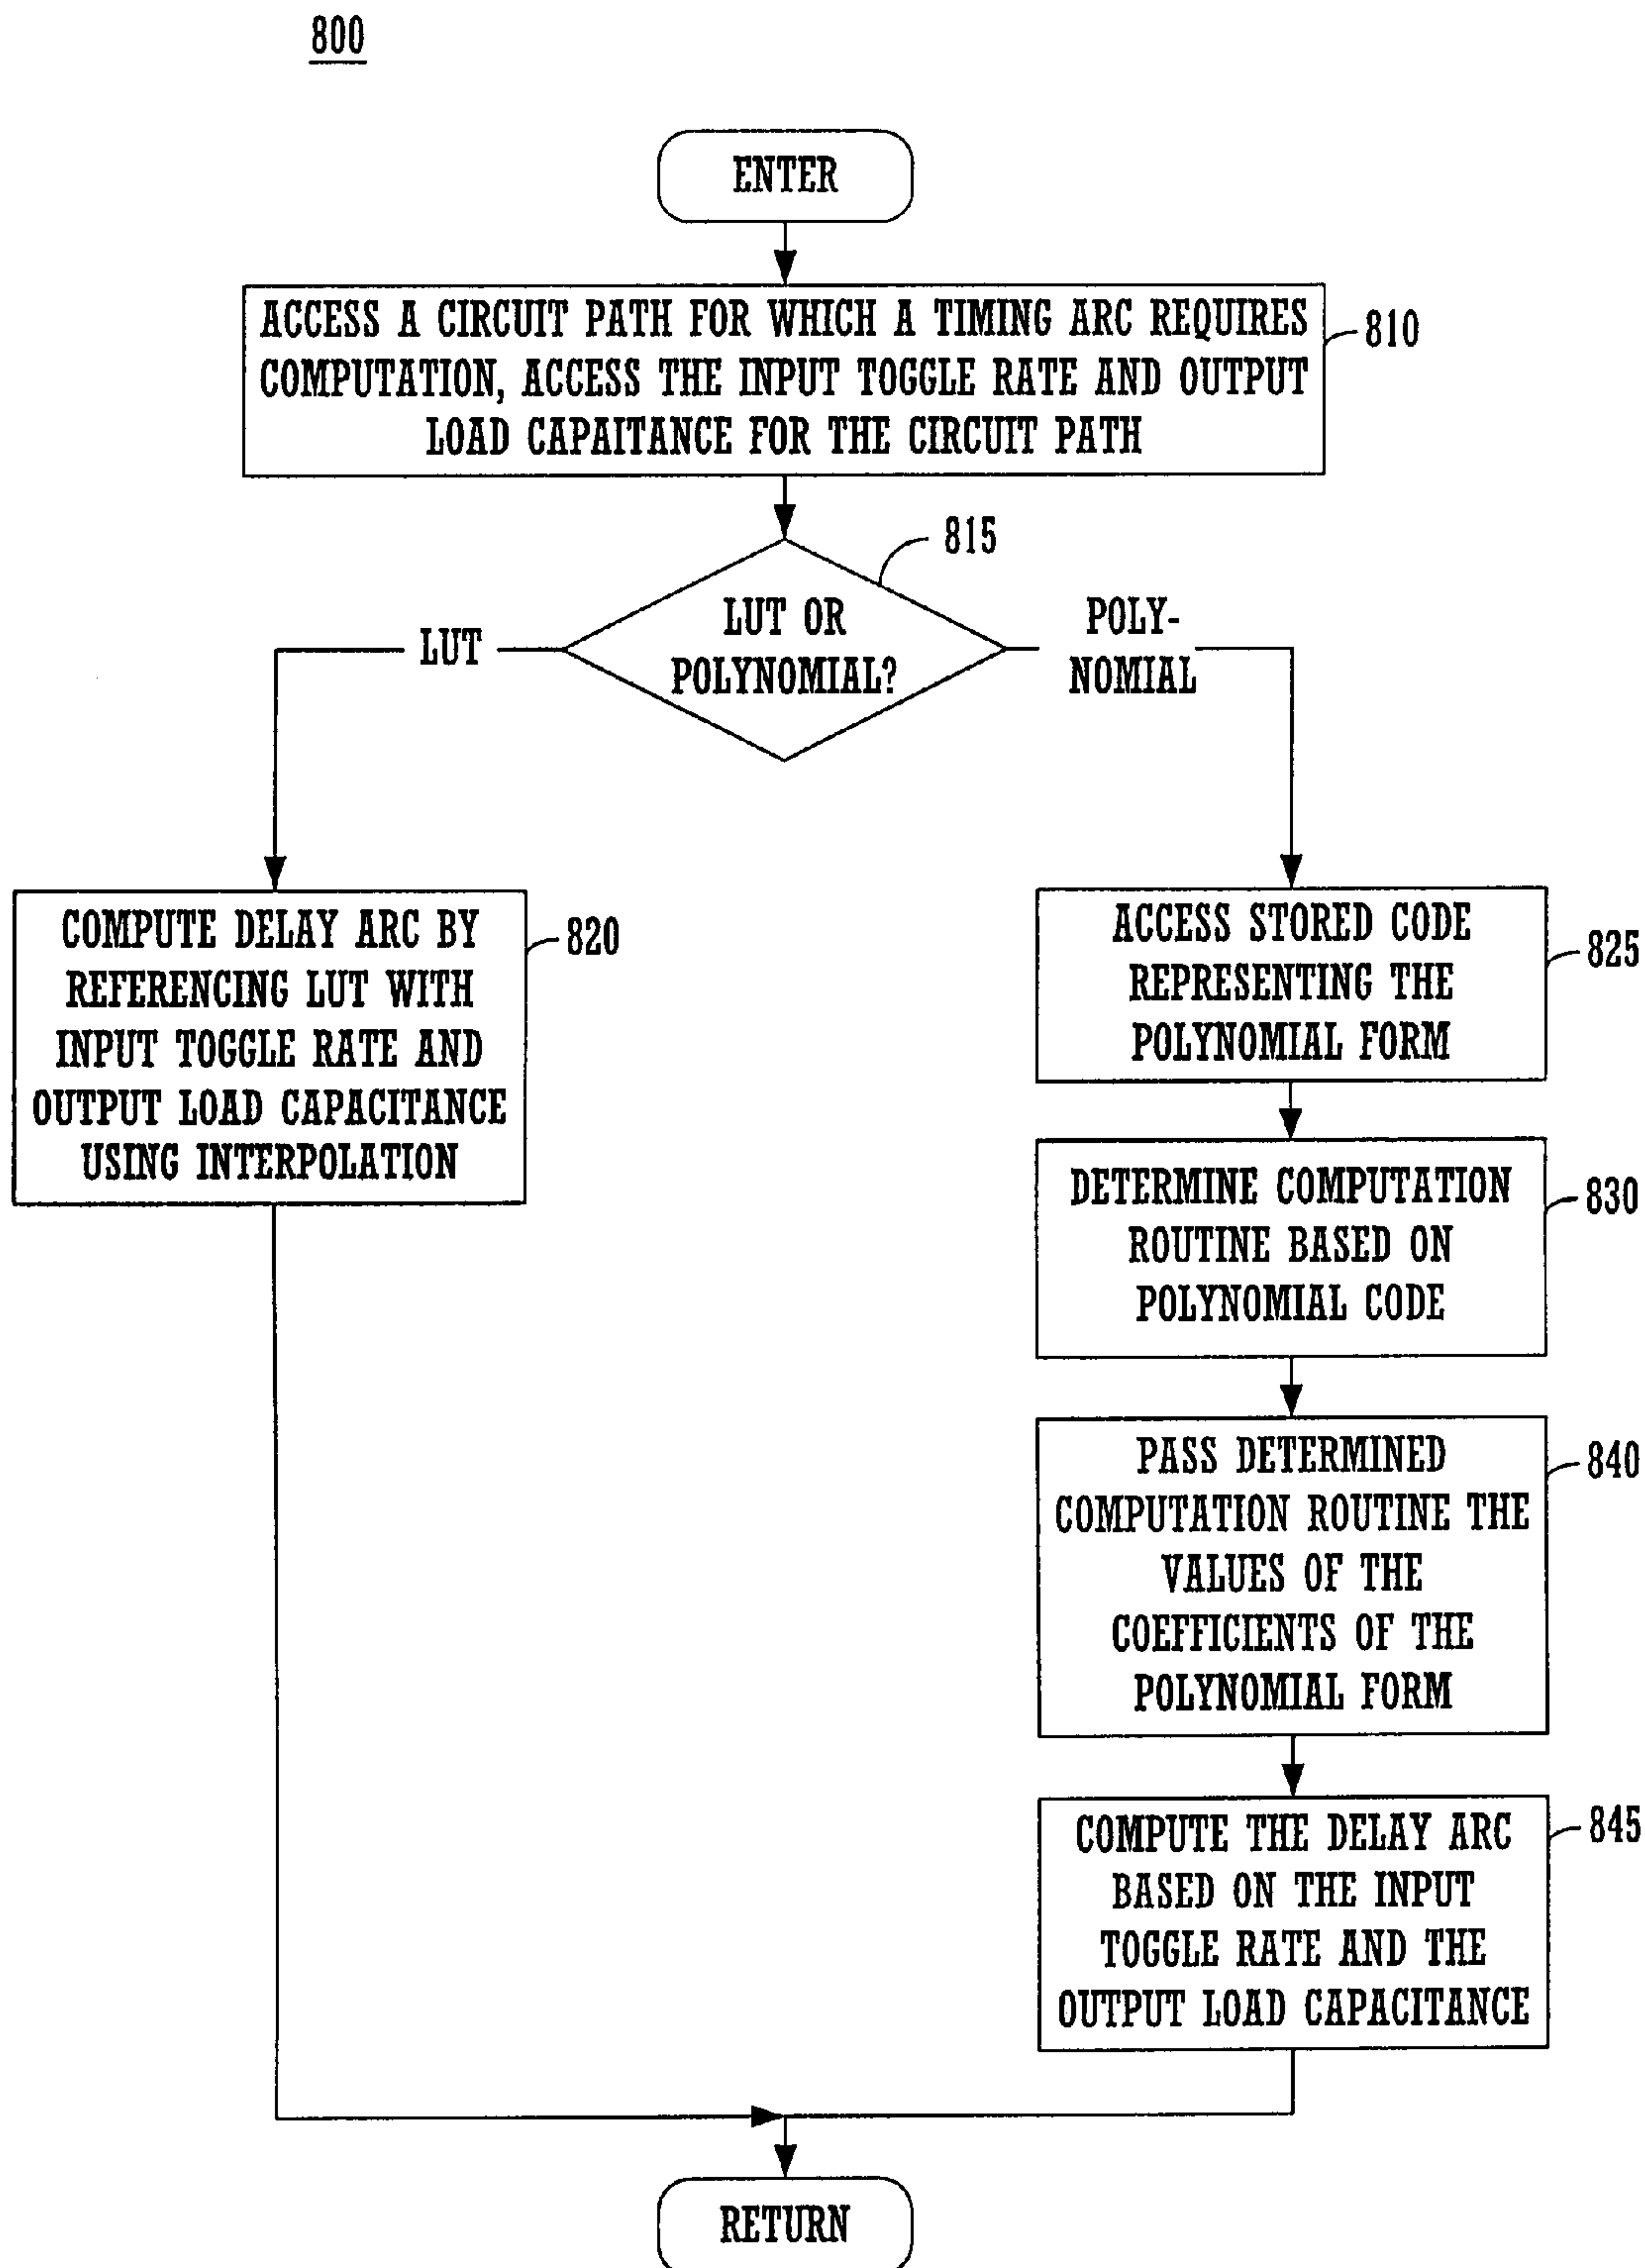 800
ENTER
ACCESS A CIRCUIT PATH FOR WHICH A TIMING ARC REQUIRES
COMPUTATION, ACCESS THE INPUT TOGGLE RATE AND OUTPUT
LOAD CAPAITANCE FOR THE CIRCUIT PATH
810
815
LUT OR
POLYNOMIAL?
LUT
POLY-
NOMIAL
COMPUTE DELAY ARC BY
REFERENCING LUT WITH
INPUT TOGGLE RATE AND
OUTPUT LOAD CAPACITANCE
USING INTERPOLATION
820
ACCESS STORED CODE
REPRESENTING THE
POLYNOMIAL FORM
825
DETERMINE COMPUTATION
ROUTINE BASED ON
POLYNOMIAL CODE
830
PASS DETERMINED
COMPUTATION ROUTINE THE
VALUES OF THE
COEFFICIENTS OF THE
POLYNOMIAL FORM
840
COMPUTE THE DELAY ARC
BASED ON THE INPUT
TOGGLE RATE AND THE
OUTPUT LOAD CAPACITANCE
845
RETURN